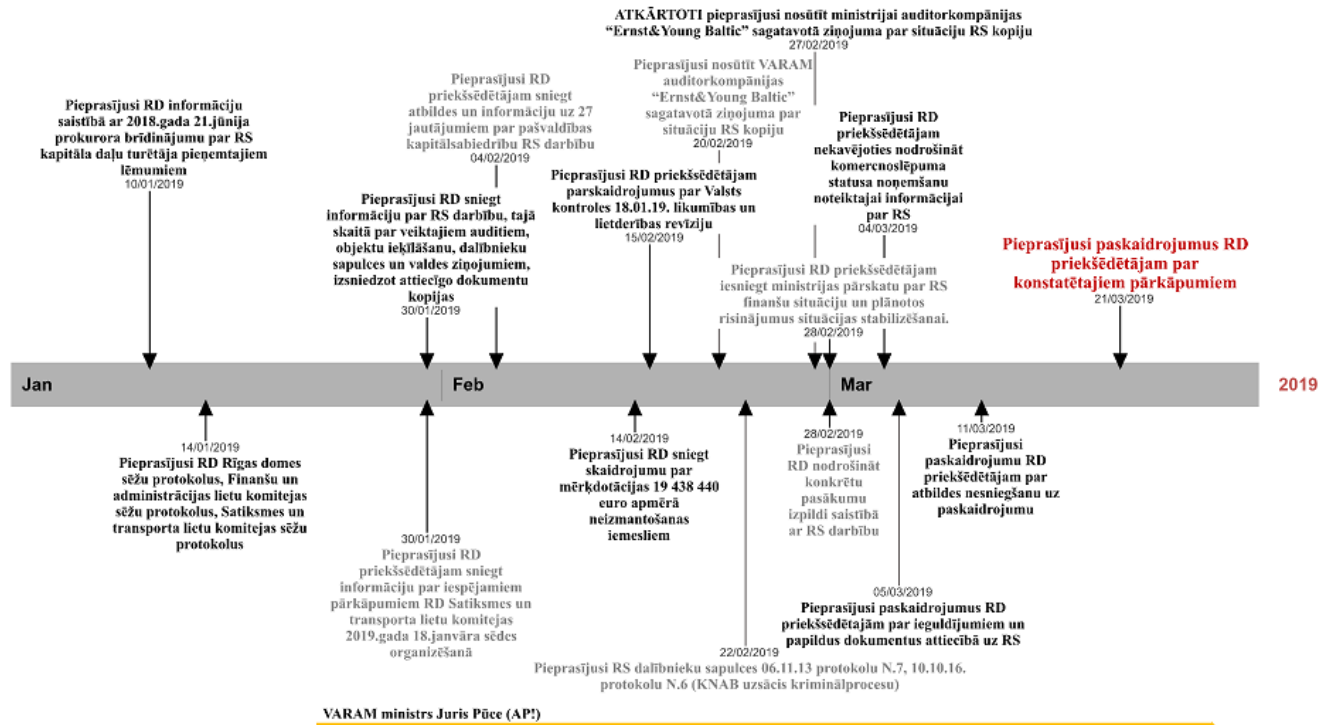 ATKĀRTOTI pieprasījusi nosūtīt ministrijai auditorkompānijas
“Ernst&Young Baltic” sagatavotā ziņojuma par situāciju RS kopiju
27/02/2019
Pieprasījusi RD informāciju
saistībā ar 2018.gada 21.jūnija
prokurora brīdinājumu par RS
kapitāla daļu turētāja pieņemtajiem
lēmumiem
10/01/2019
Pieprasījusi RD
priekšsēdētājam sniegt
atbildes un informāciju uz 27
jautājumiem par pašvaldības
kapitālsabiedrību RS darbību
04/02/2019
Pieprasījusi RD sniegt
informāciju par RS darbību, tajā
skaitā par veiktajiem auditiem,
objektu ieķīlāšanu, dalībnieku
sapulces un valdes ziņojumiem,
izsniedzot attiecīgo dokumentu
kopijas
30/01/2019
Pieprasījusi nosūtīt VARAM
auditorkompānijas
“Ernst&Young Baltic”
sagatavotā ziņojuma par
situāciju RS kopiju
20/02/2019
Pieprasījusi RD priekšsēdētājam
parskaidrojumus par Valsts
kontroles 18.01.19. likumības un
lietderības revīziju
15/02/2019
Pieprasījusi RD
priekšsēdētājam
nekavējoties nodrošināt
komercnoslēpuma
statusa noņemšanu
noteiktajai informācijai
par RS
04/03/2019
Pieprasījusi RD priekšsēdētājam
iesniegt ministrijas pārskatu par RS
finanšu situāciju un plānotos
risinājumus situācijas stabilizēšanai.
28/02/2019
Pieprasījusi paskaidrojumus RD
priekšsēdētājam par
konstatētajiem pārkāpumiem
21/03/2019
Jan
Feb
Mar
2019
14/01/2019
Pieprasījusi RD Rīgas domes
sēžu protokolus, Finanšu un
administrācijas lietu komitejas
sēžu protokolus, Satiksmes un
transporta lietu komitejas sēžu
protokolus
30/01/2019
Pieprasījusi RD
priekšsēdētājam sniegt
informāciju par iespējamiem
pārkāpumiem RD Satiksmes un
transporta lietu komitejas
2019.gada 18.janvāra sēdes
organizēšanā
14/02/2019
Pieprasījusi RD sniegt
skaidrojumu par
mērķdotācijas 19 438 440
euro apmērā
neizmantošanas
iemesliem
22/02/2019
Pieprasījusi RS dalībnieku sapulces 06.11.13 protokolu N.7, 10.10.16.
protokolu N.6 (KNAB uzsācis kriminālprocesu)
28/02/2019
Pieprasījusi
RD nodrošināt
konkrētu
pasākumu
izpildi saistībā
ar RS darbību
05/03/2019
Pieprasījusi paskaidrojumus RD
priekšsēdētājām par ieguldījumiem un
papildus dokumentus attiecībā uz RS
11/03/2019
Pieprasījusi
paskaidrojumu RD
priekšsēdētājam par
atbildes nesniegšanu uz
paskaidrojumu
VARAM ministrs Juris Pūce (AP!)